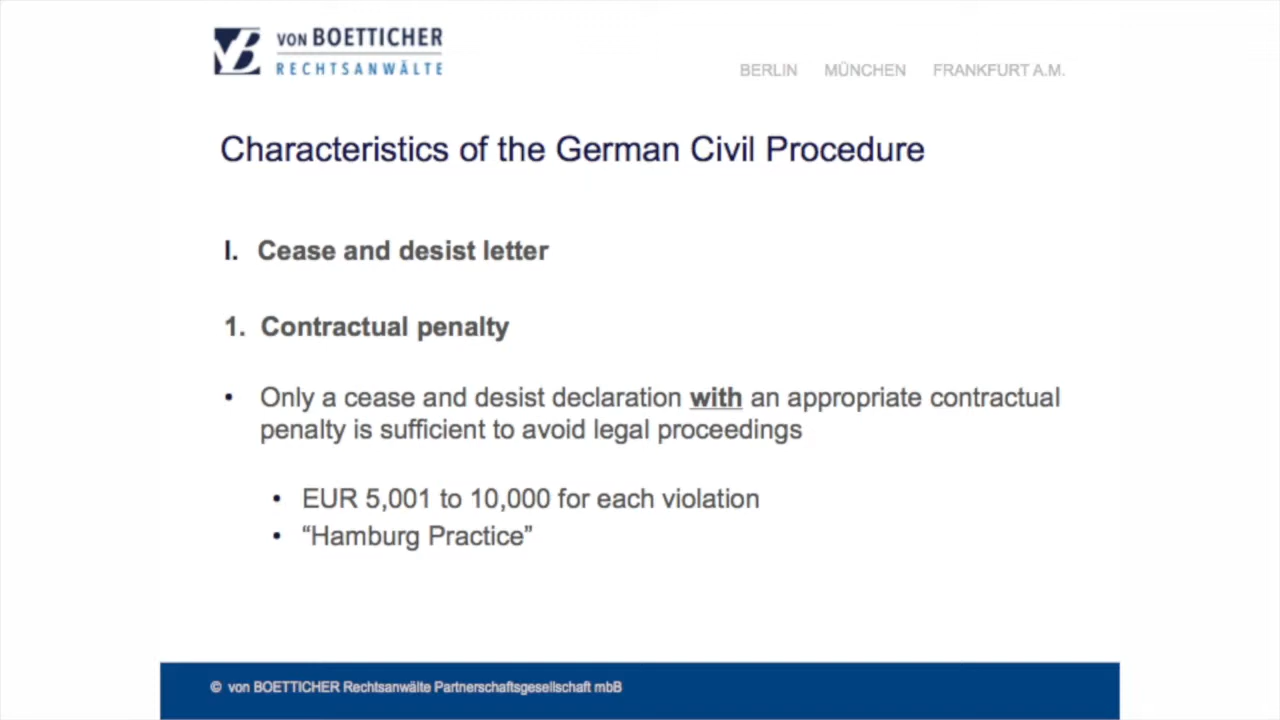 VON BOETTICHER
RECHTSANWÄLTE
BERLIN MÜNCHEN FRANKFURT A.M.
Characteristics of the German Civil Procedure
I. Cease and desist letter
1. Contractual penalty
• Only a cease and desist declaration with an appropriate contractual
penalty is sufficient to avoid legal proceedings
• EUR 5,001 to 10,000 for each violation
• “Hamburg Practice”
© von BOETTICHER Rechtsanwälte Partnerschaftsgesellschaft mbB